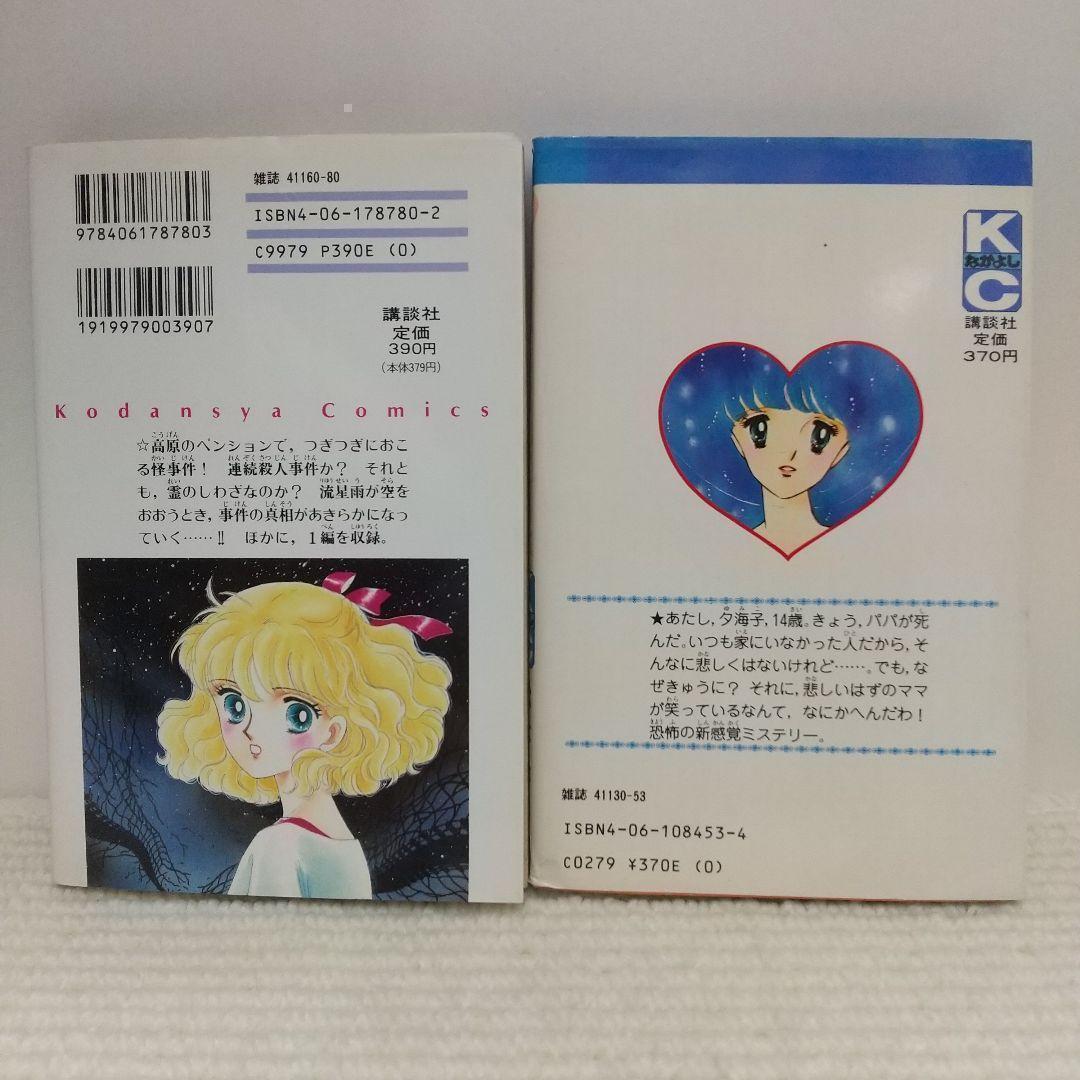 雑誌 41160-80
ISBN4-06-178780-2
9784061787803
C9979 P390E (0)
1919979003907
講談社
定価
390円
(本体379円)
Kodansya Comics
☆高原のペンションで，つぎつぎにおこ
る怪事件！ 連続殺人事件か？ それと
も，霊のしわざなのか？ 流星雨が空を
おおうとき，事件の真相があきらかになっ
ていく……!! ほかに，1編を収録。
K
なかよし
C
講談社
定価
370円
★あたし，夕海子，14歳。きょう，パパが死
んだ。いつも家にいなかった人だから，そ
んなに悲しくはないけれど……。でも，な
ぜきゅうに？ それに，悲しいはずのママ
が笑っているなんて，なにかへんだわ！
恐怖の新感覚ミステリー。
雑誌 41130-53
ISBN4-06-108453-4
C0279 ¥370E (0)